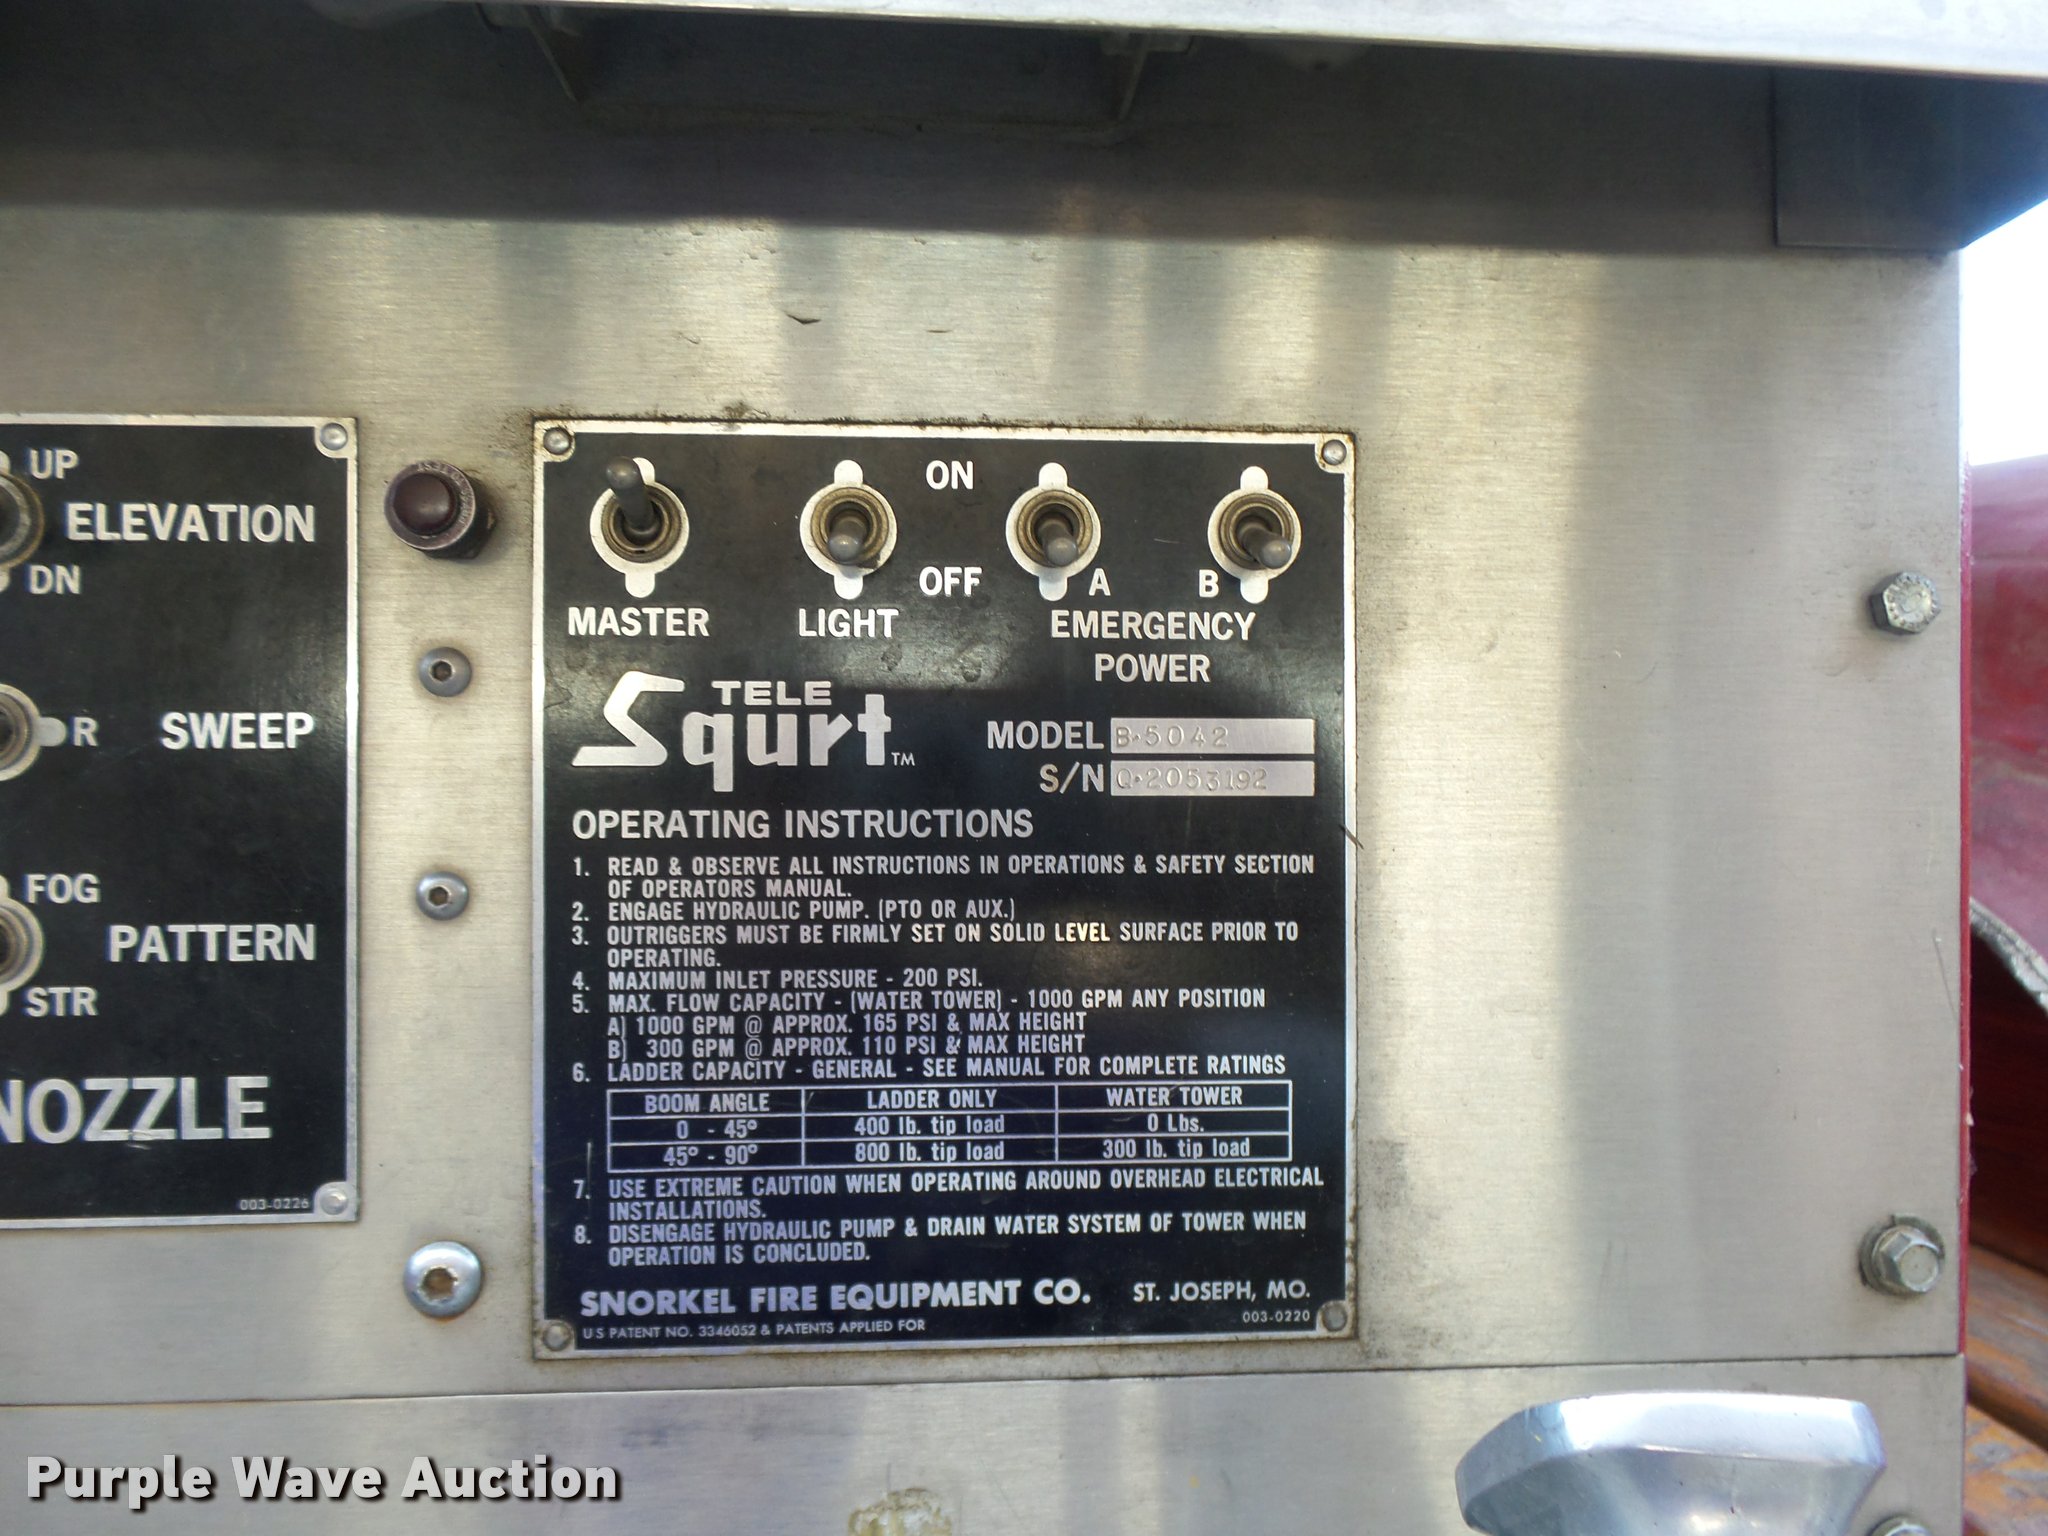 UP
ELEVATION
DN
R SWEEP
FOG
PATTERN
STR
NOZZLE
003-0226
ON
OFF
A B
MASTER LIGHT EMERGENCY
POWER
TELE
Squrt TM
MODEL B-5042
S/N Q-2053192
OPERATING INSTRUCTIONS
1. READ & OBSERVE ALL INSTRUCTIONS IN OPERATIONS & SAFETY SECTION
OF OPERATORS MANUAL.
2. ENGAGE HYDRAULIC PUMP. (PTO OR AUX.)
3. OUTRIGGERS MUST BE FIRMLY SET ON SOLID LEVEL SURFACE PRIOR TO
OPERATING.
4. MAXIMUM INLET PRESSURE - 200 PSI.
5. MAX. FLOW CAPACITY - (WATER TOWER) - 1000 GPM ANY POSITION
A) 1000 GPM @ APPROX. 165 PSI & MAX HEIGHT
B) 300 GPM @ APPROX. 110 PSI & MAX HEIGHT
6. LADDER CAPACITY - GENERAL - SEE MANUAL FOR COMPLETE RATINGS
BOOM ANGLE LADDER ONLY WATER TOWER
0 - 45° 400 lb. tip load 0 Lbs.
45° - 90° 800 lb. tip load 300 lb. tip load
7. USE EXTREME CAUTION WHEN OPERATING AROUND OVERHEAD ELECTRICAL
INSTALLATIONS.
8. DISENGAGE HYDRAULIC PUMP & DRAIN WATER SYSTEM OF TOWER WHEN
OPERATION IS CONCLUDED.
SNORKEL FIRE EQUIPMENT CO. ST. JOSEPH, MO.
U S PATENT NO. 3346052 & PATENTS APPLIED FOR 003-0220
Purple Wave Auction